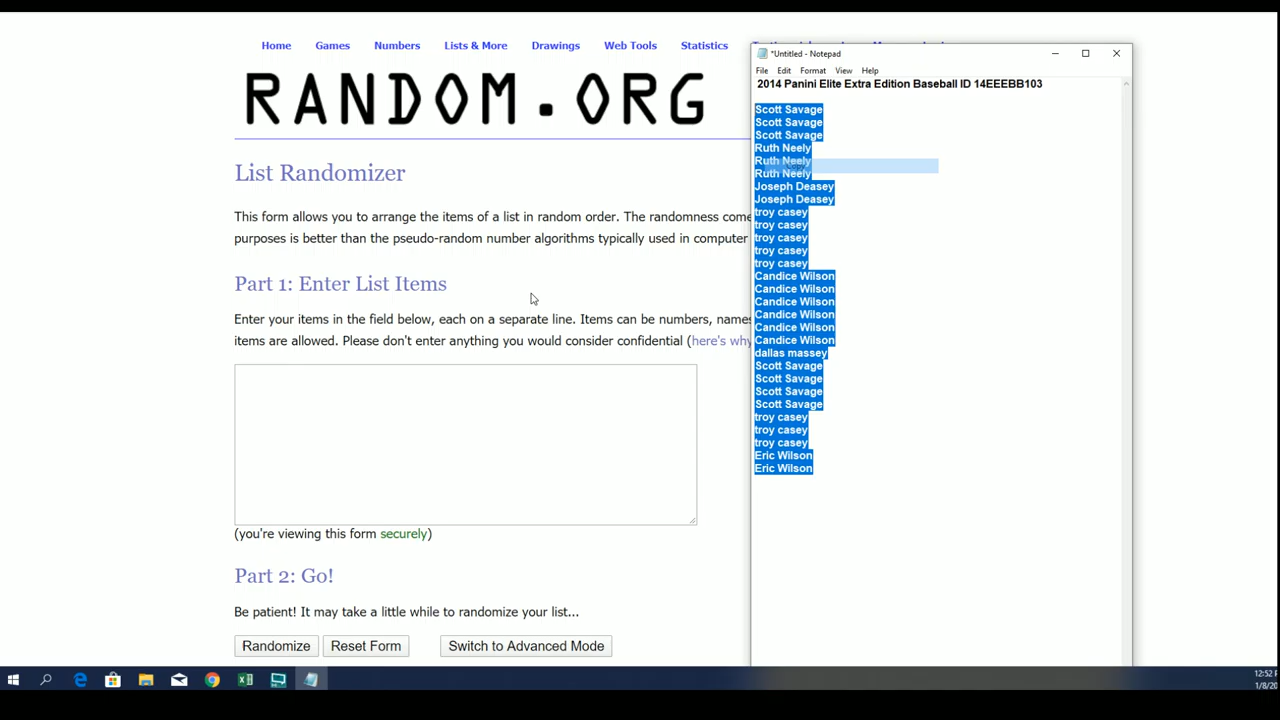 Home Games Numbers Lists & More Drawings Web Tools Statistics
RANDOM.ORG
List Randomizer
This form allows you to arrange the items of a list in random order. The randomness come
purposes is better than the pseudo-random number algorithms typically used in computer
Part 1: Enter List Items
Enter your items in the field below, each on a separate line. Items can be numbers, names
items are allowed. Please don't enter anything you would consider confidential (here's why
(you're viewing this form securely)
Part 2: Go!
Be patient! It may take a little while to randomize your list...
Randomize Reset Form Switch to Advanced Mode
*Untitled - Notepad
File Edit Format View Help
2014 Panini Elite Extra Edition Baseball ID 14EEEBB103
Scott Savage
Scott Savage
Scott Savage
Ruth Neely
Ruth Neely
Ruth Neely
Joseph Deasey
Joseph Deasey
troy casey
troy casey
troy casey
troy casey
troy casey
Candice Wilson
Candice Wilson
Candice Wilson
Candice Wilson
Candice Wilson
Candice Wilson
dallas massey
Scott Savage
Scott Savage
Scott Savage
Scott Savage
troy casey
troy casey
troy casey
Eric Wilson
Eric Wilson
12:52
1/8/20